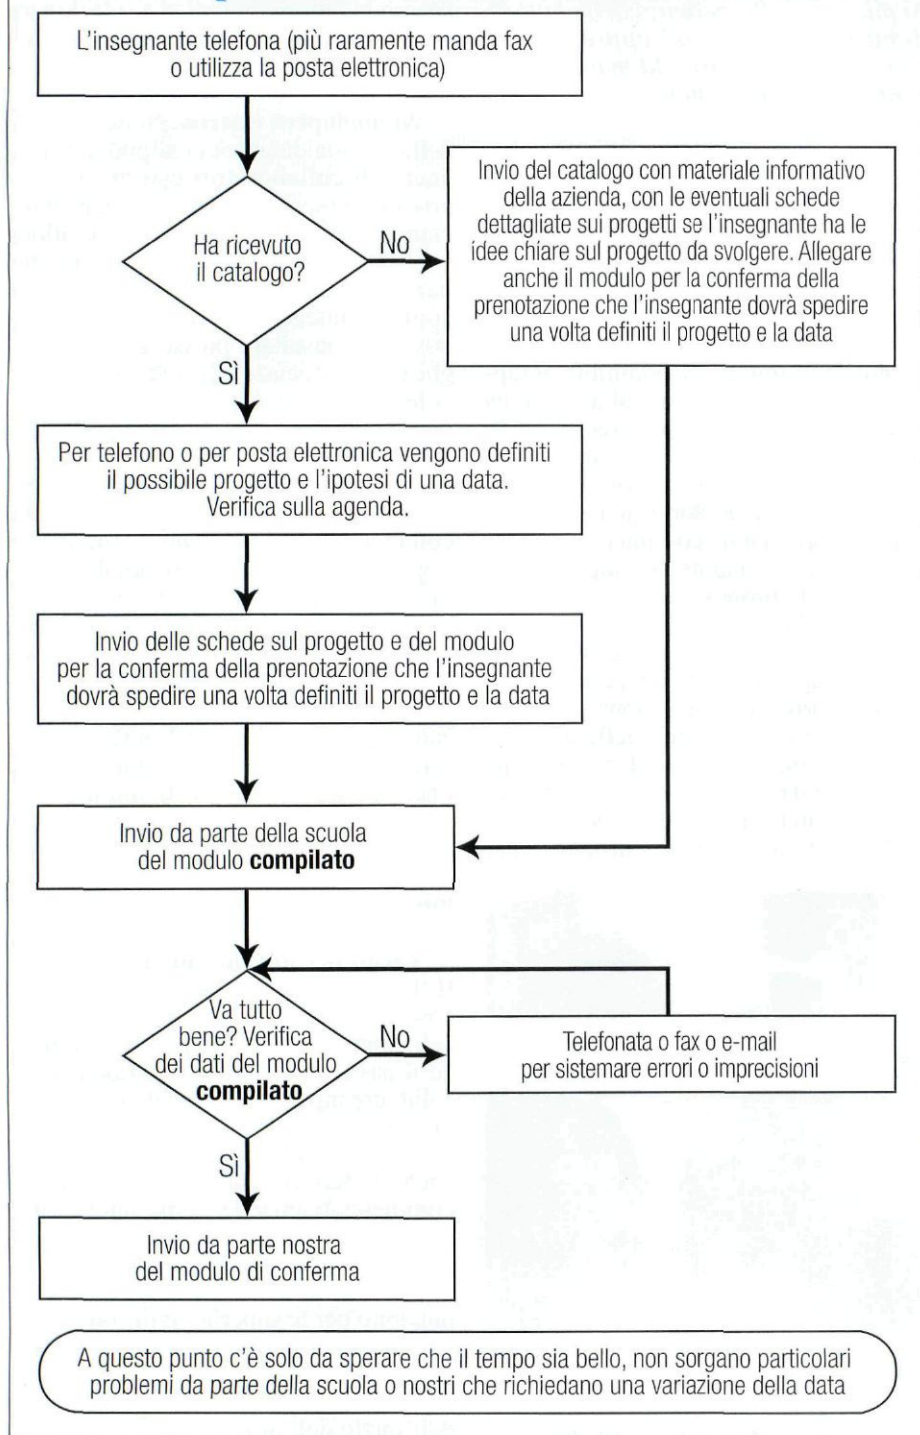 L'insegnante telefona (più raramente manda fax
o utilizza la posta elettronica)
Ha ricevuto
il catalogo?
No
Invio del catalogo con materiale informativo
della azienda, con le eventuali schede
dettagliate sui progetti se l'insegnante ha le
idee chiare sul progetto da svolgere. Allegare
anche il modulo per la conferma della
prenotazione che l'insegnante dovrà spedire
una volta definiti il progetto e la data
Sì
Per telefono o per posta elettronica vengono definiti
il possibile progetto e l'ipotesi di una data.
Verifica sulla agenda.
Invio delle schede sul progetto e del modulo
per la conferma della prenotazione che l'insegnante
dovrà spedire una volta definiti il progetto e la data
Invio da parte della scuola
del modulo compilato
Va tutto
bene? Verifica
dei dati del modulo
compilato
No
Telefonata o fax o e-mail
per sistemare errori o imprecisioni
Sì
Invio da parte nostra
del modulo di conferma
A questo punto c'è solo da sperare che il tempo sia bello, non sorgano particolari
problemi da parte della scuola o nostri che richiedano una variazione della data